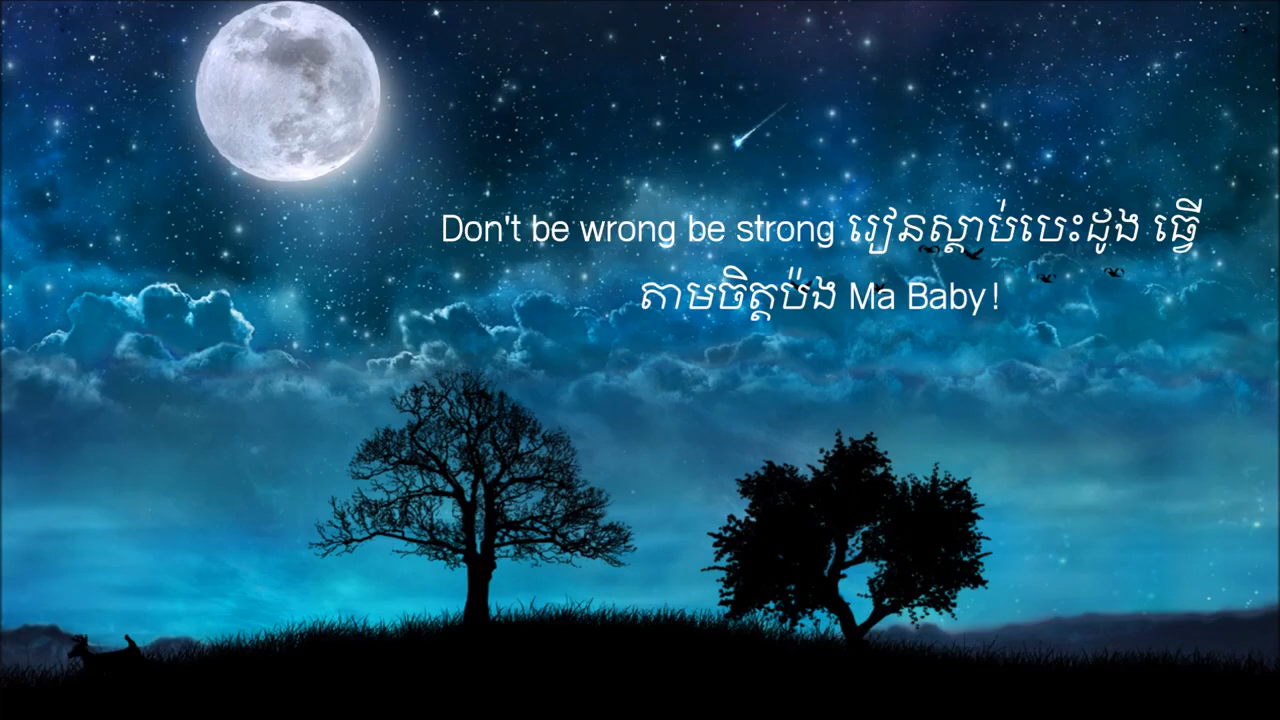 Don't be wrong be strong រៀនស្ដាប់បេះដូង ធ្វើ
តាមចិត្តប៉ង Ma Baby!